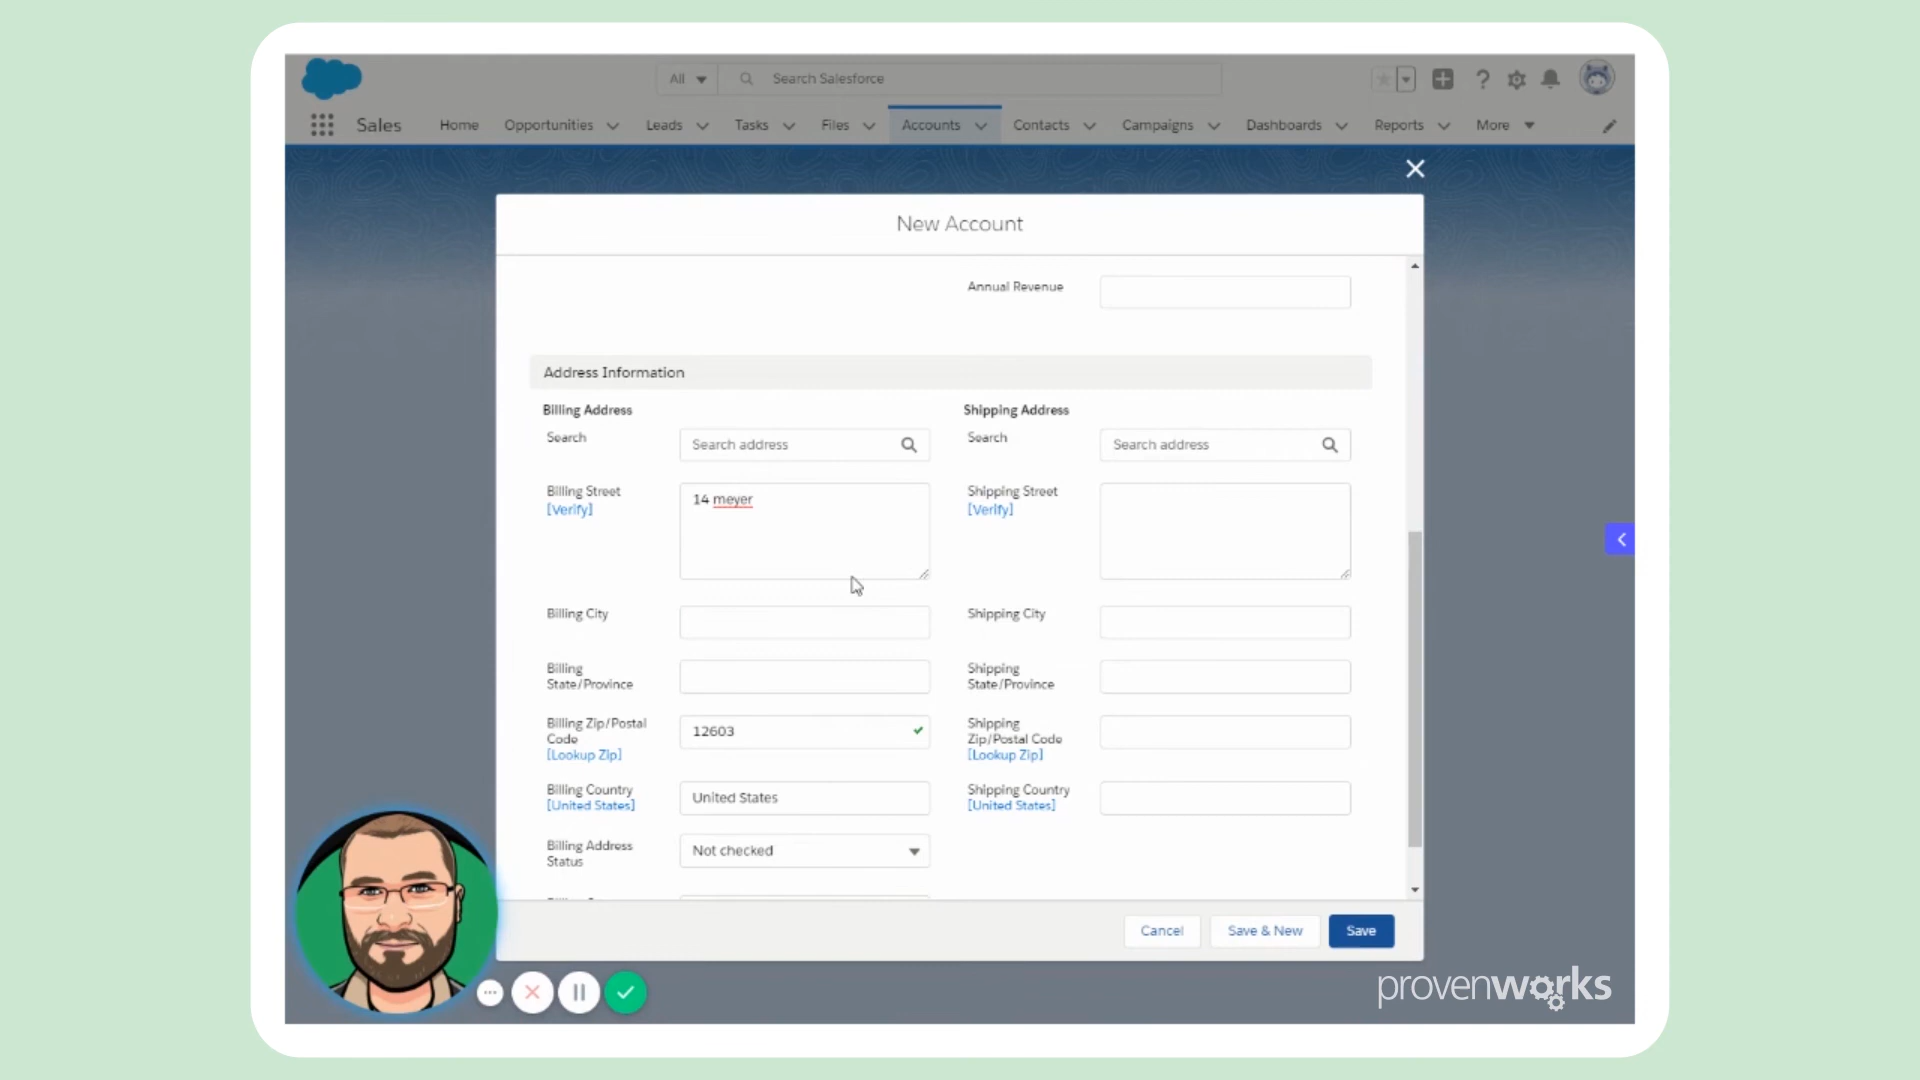 All
Search Salesforce
Sales
Home
Opportunities
Leads
Tasks
Files
Accounts
Contacts
Campaigns
Dashboards
Reports
More
New Account
Annual Revenue
Address Information
Billing Address
Shipping Address
Search
Search address
Search
Search address
Billing Street
[Verify]
14 meyer
Shipping Street
[Verify]
Billing City
Shipping City
Billing
State/Province
Shipping
State/Province
Billing Zip/Postal
Code
[Lookup Zip]
12603
Shipping
Zip/Postal Code
[Lookup Zip]
Billing Country
[United States]
United States
Shipping Country
[United States]
Billing Address
Status
Not checked
Cancel
Save & New
Save
provenworks